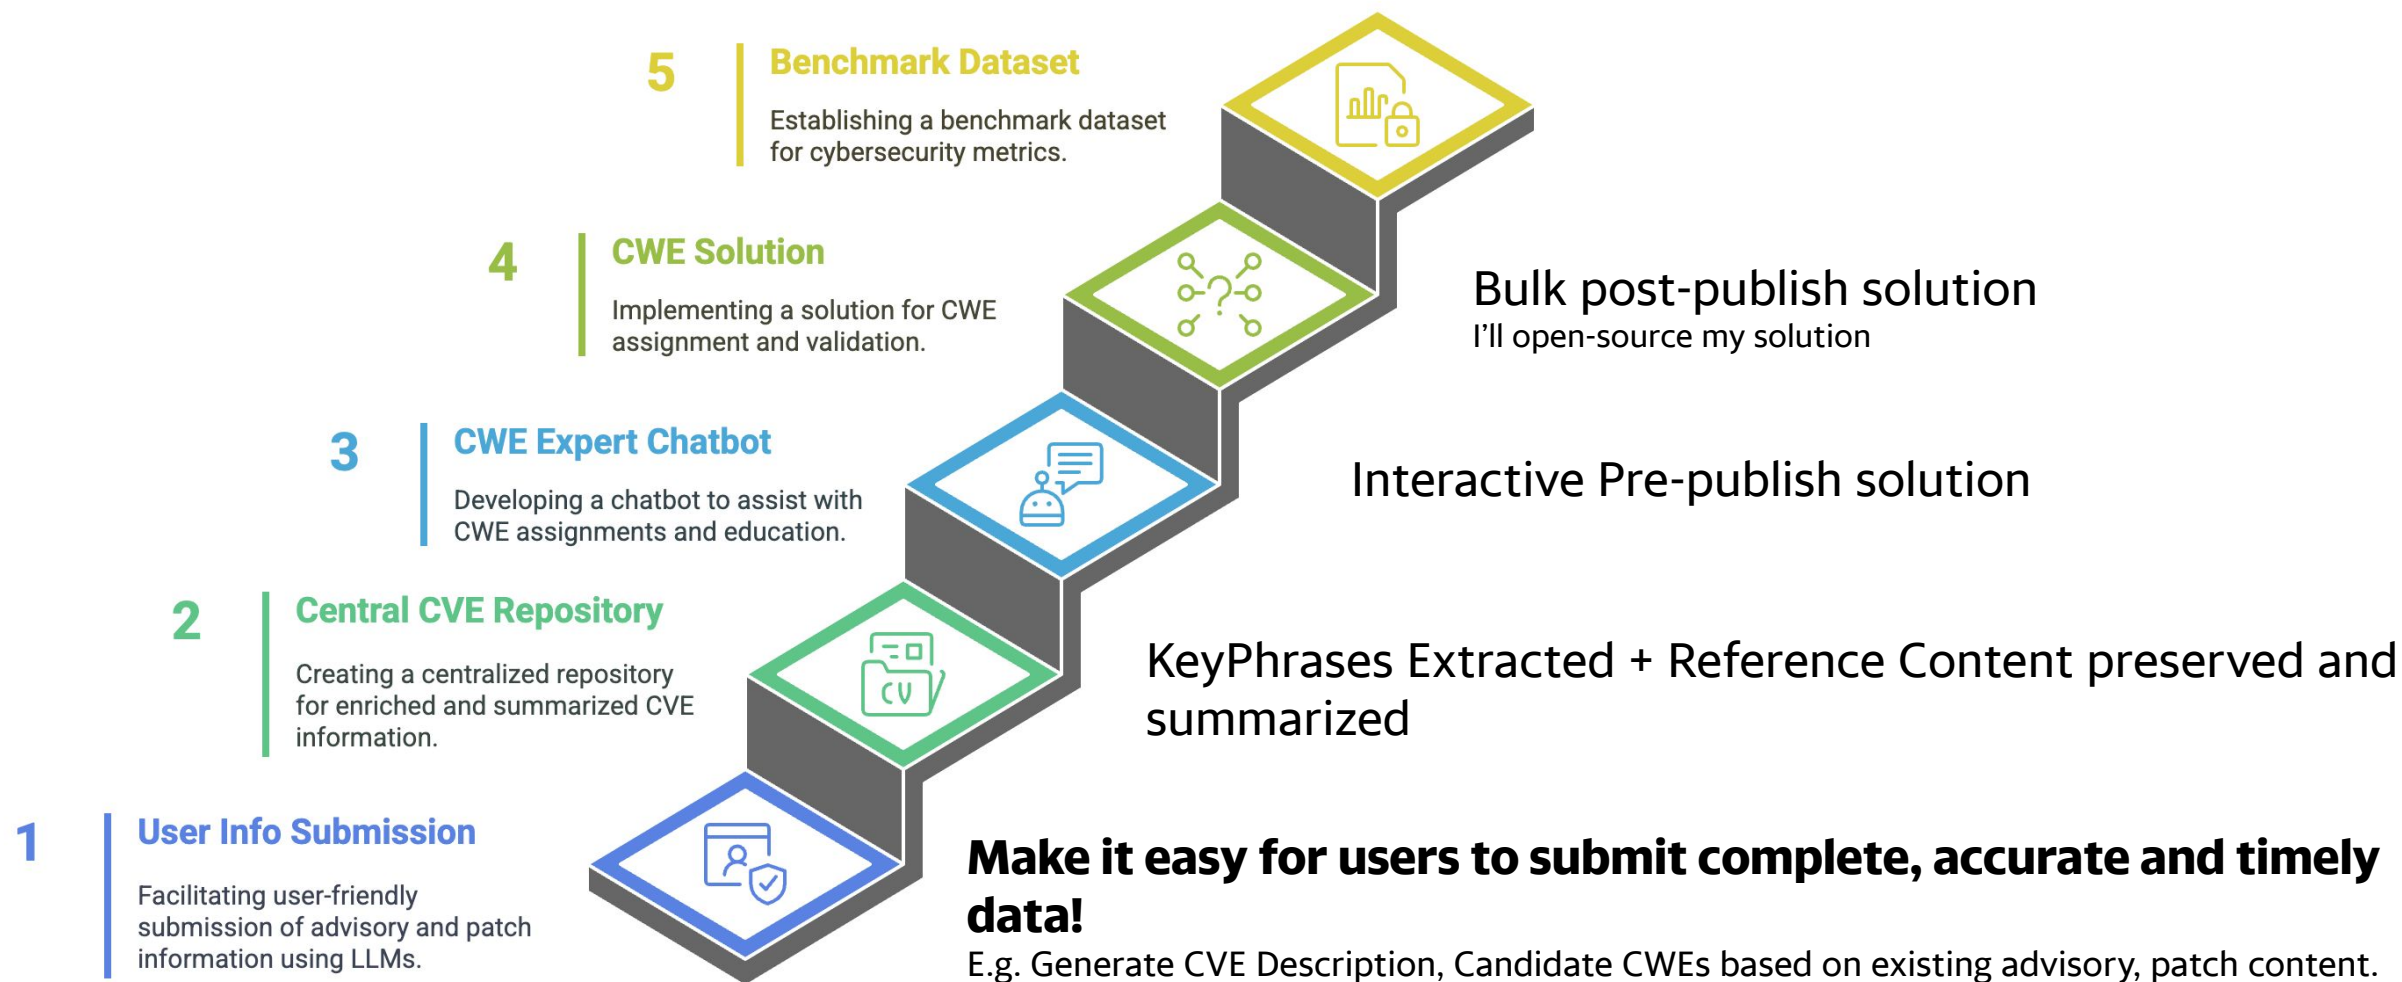 5
Benchmark Dataset
Establishing a benchmark dataset
for cybersecurity metrics.
4
CWE Solution
Implementing a solution for CWE
assignment and validation.
Bulk post-publish solution
I'll open-source my solution
3
CWE Expert Chatbot
Developing a chatbot to assist with
CWE assignments and education.
Interactive Pre-publish solution
2
Central CVE Repository
Creating a centralized repository
for enriched and summarized CVE
information.
CV
KeyPhrases Extracted + Reference Content preserved and
summarized
1
User Info Submission
Facilitating user-friendly
submission of advisory and patch
information using LLMs.
Make it easy for users to submit complete, accurate and timely
data!
E.g. Generate CVE Description, Candidate CWEs based on existing advisory, patch content.